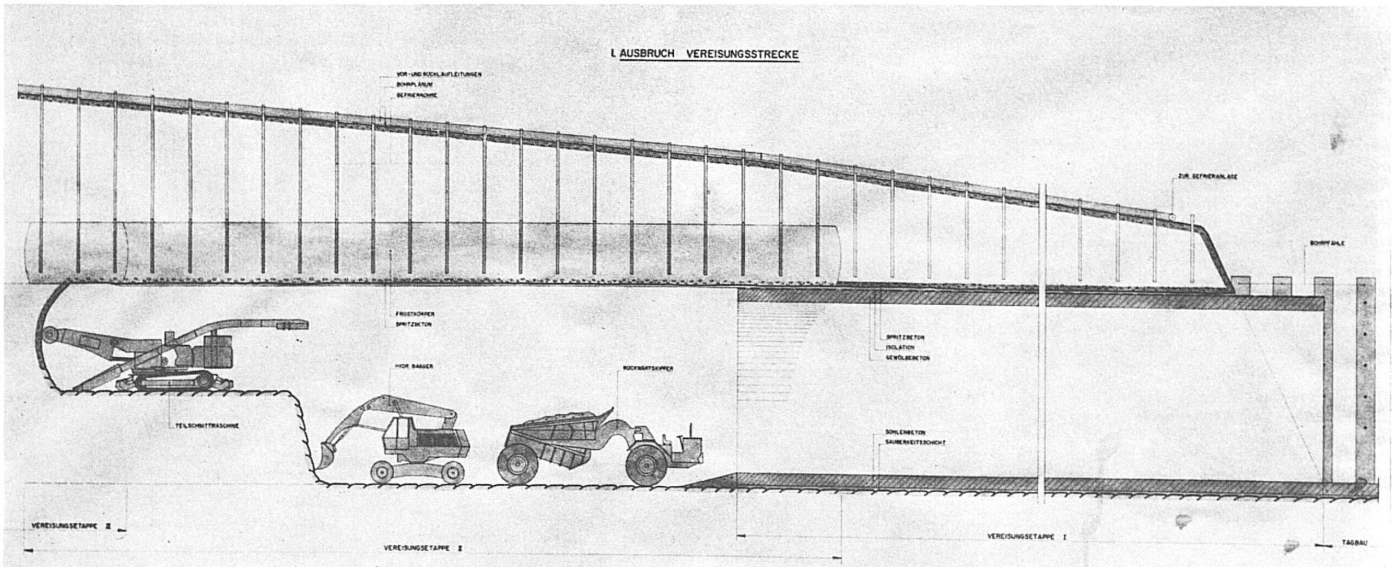 I. AUSBRUCH VEREISUNGSSTRECKE
VOR-UND RÜCKLAUFLEITUNGEN
BOHRPLANUM
GEFRIERROHRE
ZUR GEFRIERANLAGE
BOHRPFÄHLE
FROSTKÖRPER
SPRITZBETON
SPRITZBETON
ISOLATION
GEWÖLBEBETON
HYDR. BAGGER
RÜCKWÄRTSKIPPER
TEILSCHNITTMASCHINE
SOHLENBETON
SAUBERKEITSSCHICHT
VEREISUNGSETAPPE III
VEREISUNGSETAPPE II
VEREISUNGSETAPPE I
TAGBAU